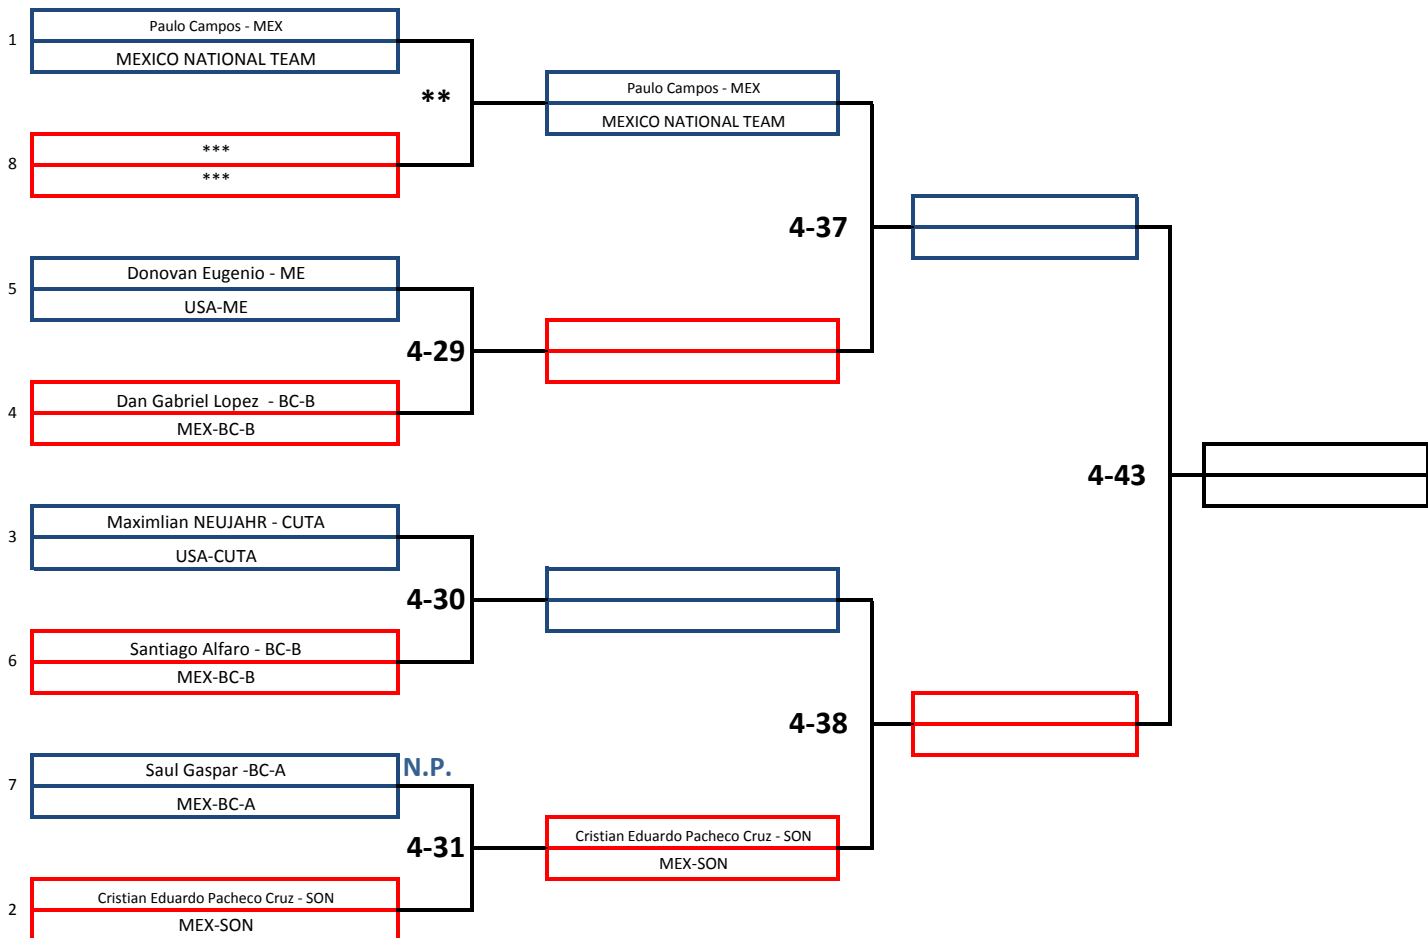 1
Paulo Campos - MEX
MEXICO NATIONAL TEAM
**
8
***
***
Paulo Campos - MEX
MEXICO NATIONAL TEAM
4-37
5
Donovan Eugenio - ME
USA-ME
4-29
4
Dan Gabriel Lopez - BC-B
MEX-BC-B
4-43
3
Maximlian NEUJAHR - CUTA
USA-CUTA
4-30
6
Santiago Alfaro - BC-B
MEX-BC-B
4-38
7
Saul Gaspar -BC-A
MEX-BC-A
N.P.
4-31
Cristian Eduardo Pacheco Cruz - SON
MEX-SON
2
Cristian Eduardo Pacheco Cruz - SON
MEX-SON